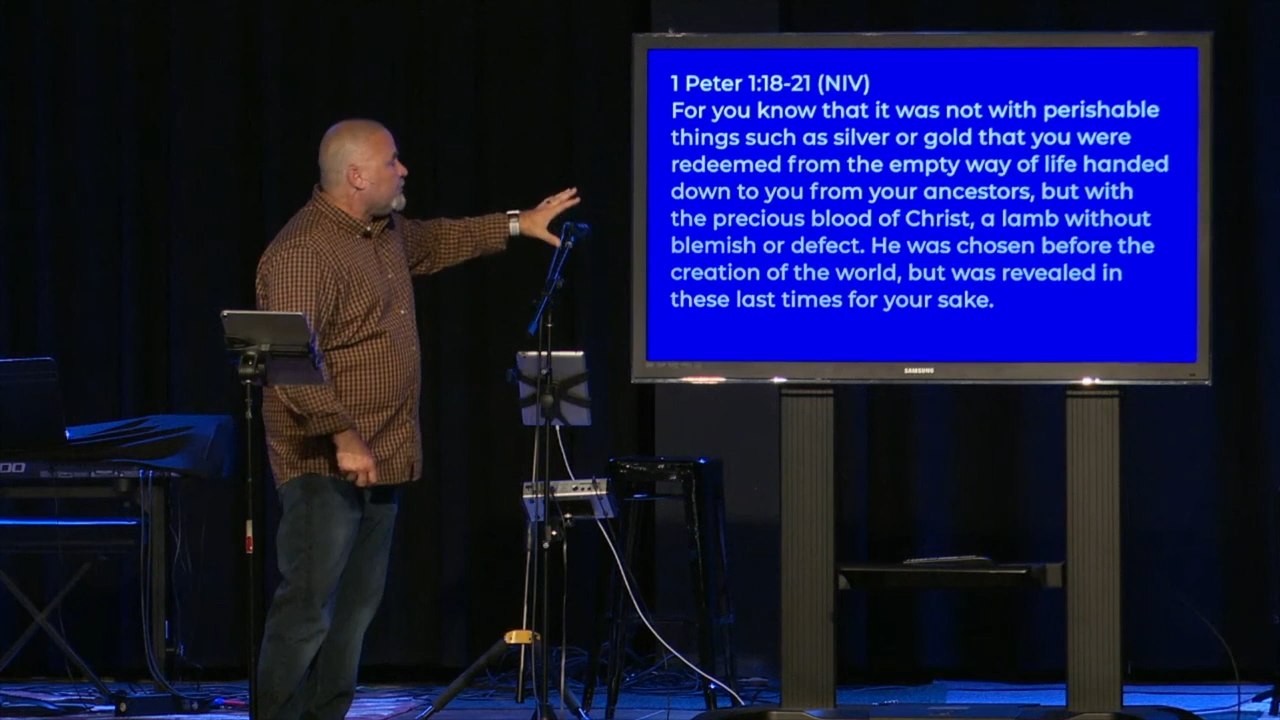 1 Peter 1:18-21 (NIV)
For you know that it was not with perishable
things such as silver or gold that you were
redeemed from the empty way of life handed
down to you from your ancestors, but with
the precious blood of Christ, a lamb without
blemish or defect. He was chosen before the
creation of the world, but was revealed in
these last times for your sake.
SAMSUNG